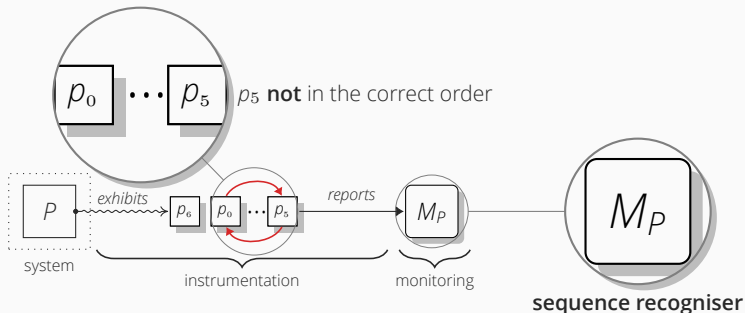 p₀ ··· p₅ p₅ not in the correct order
exhibits
reports
P
p₆ p₀ ··· p₅
M_P
M_P
system
instrumentation
monitoring
sequence recogniser